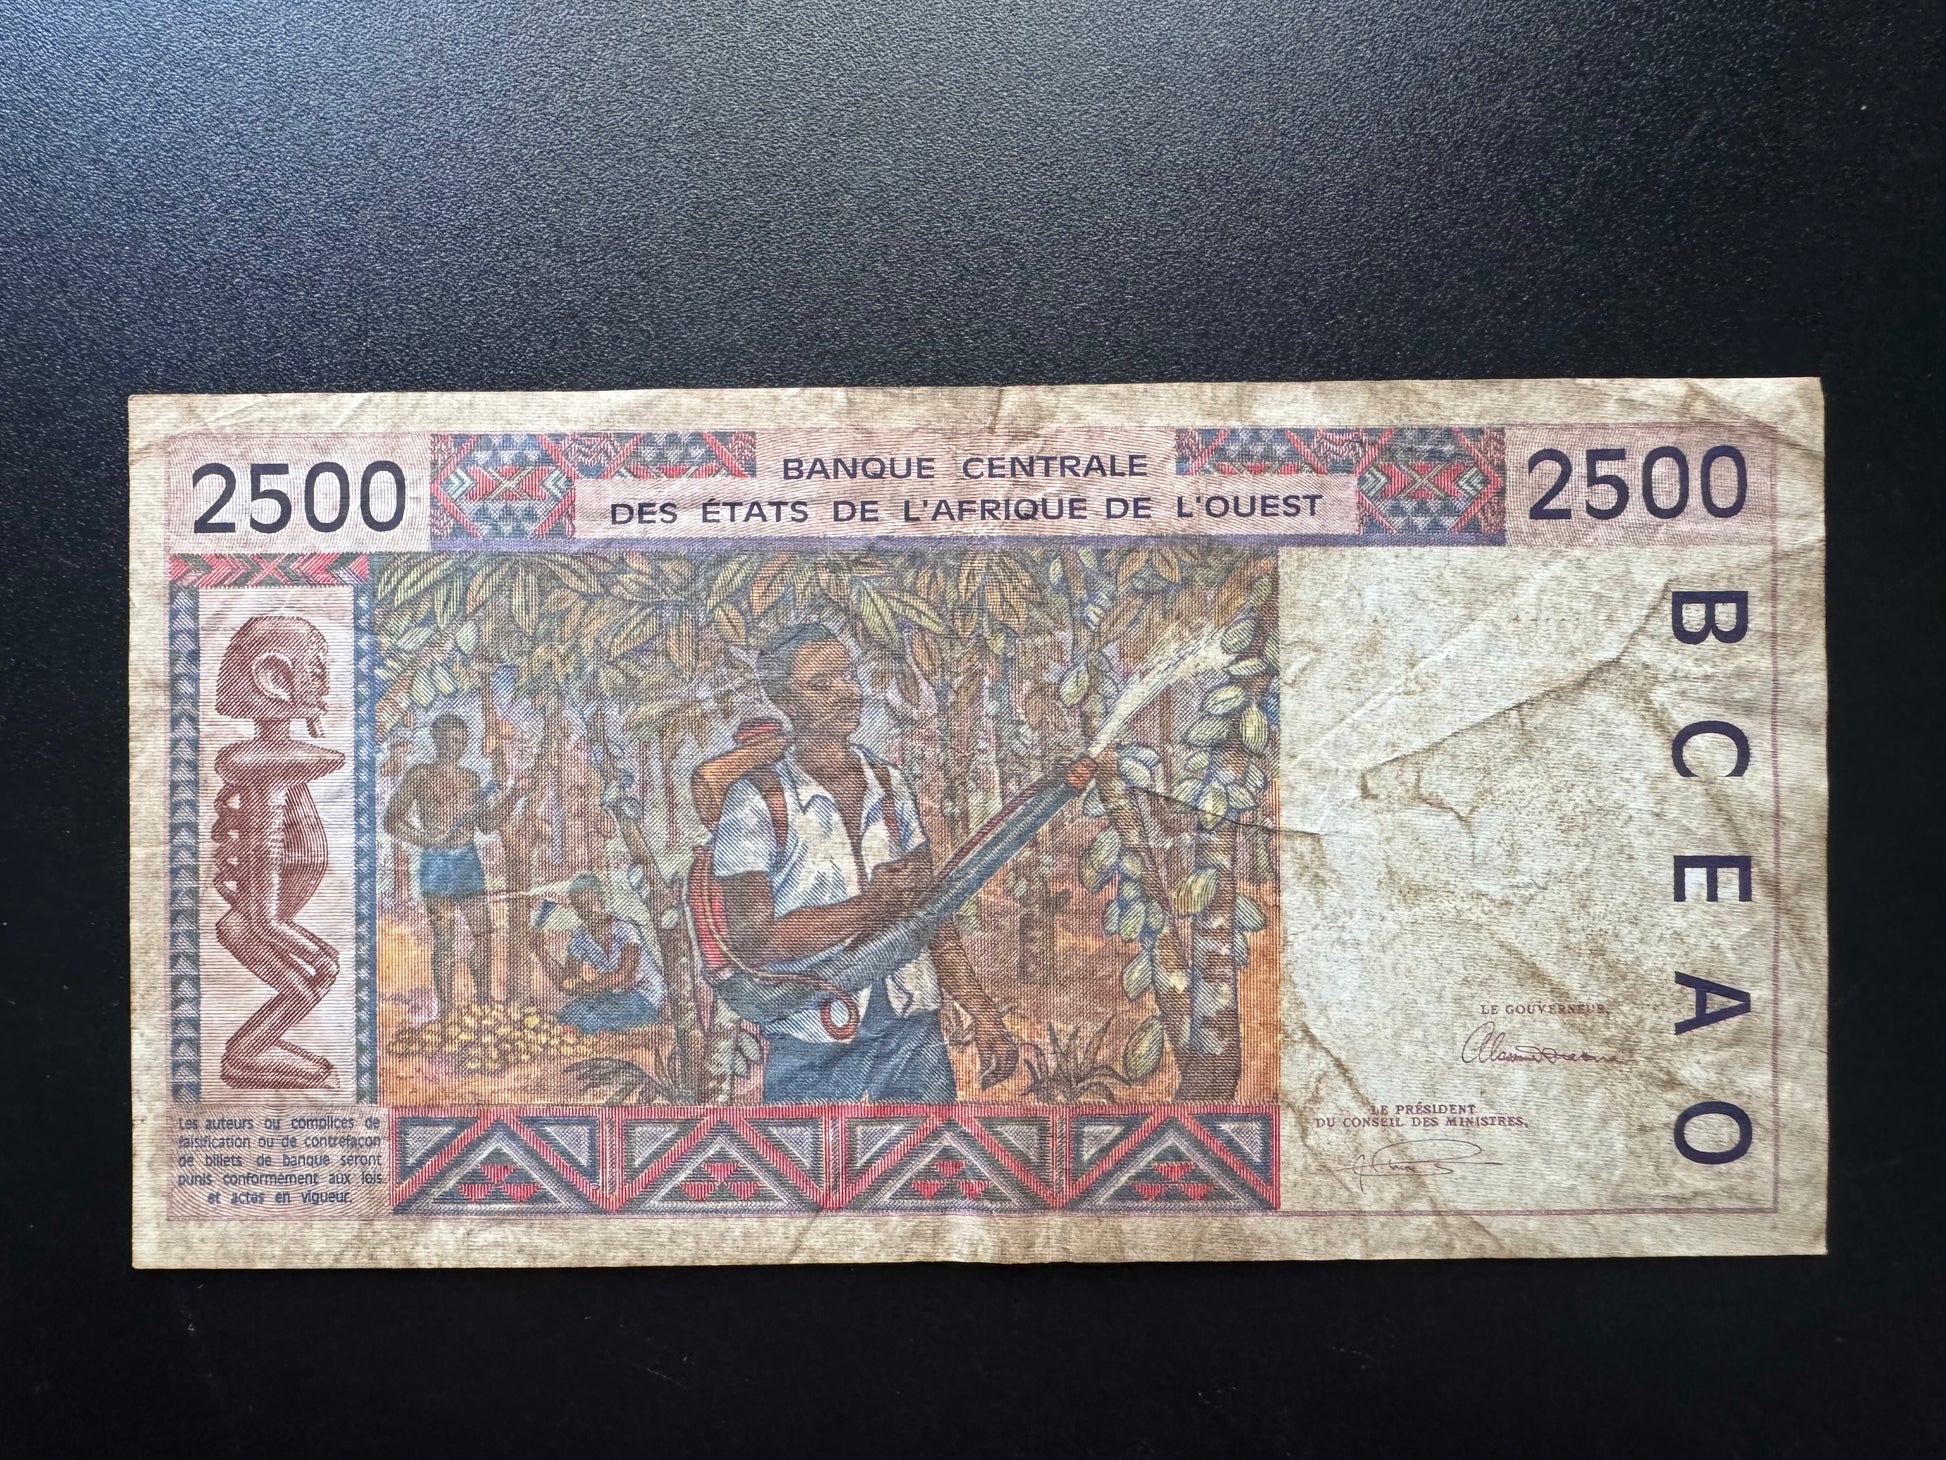 2500
BANQUE CENTRALE
DES ÉTATS DE L'AFRIQUE DE L'OUEST
2500
BCEAO
LE GOUVERNEUR,
LE PRÉSIDENT
DU CONSEIL DES MINISTRES,
Les auteurs ou complices de
falsification ou de contrefaçon
de billets de banque seront
punis conformément aux lois
et actes en vigueur.